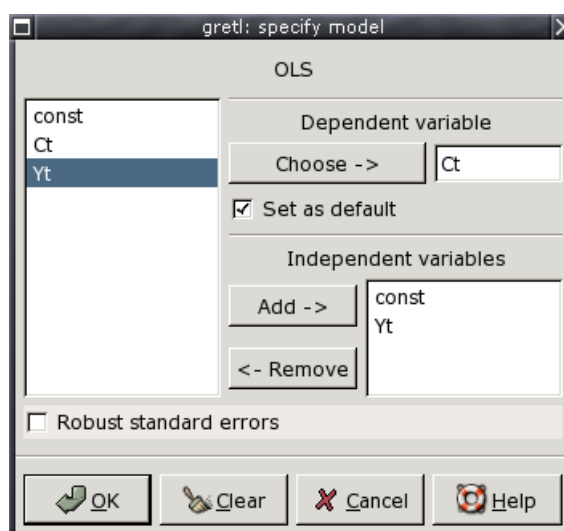 gretl: specify model
OLS
const
Ct
Yt
Dependent variable
Choose ->
Ct
Set as default
Independent variables
Add ->
<- Remove
const
Yt
Robust standard errors
OK
Clear
Cancel
Help